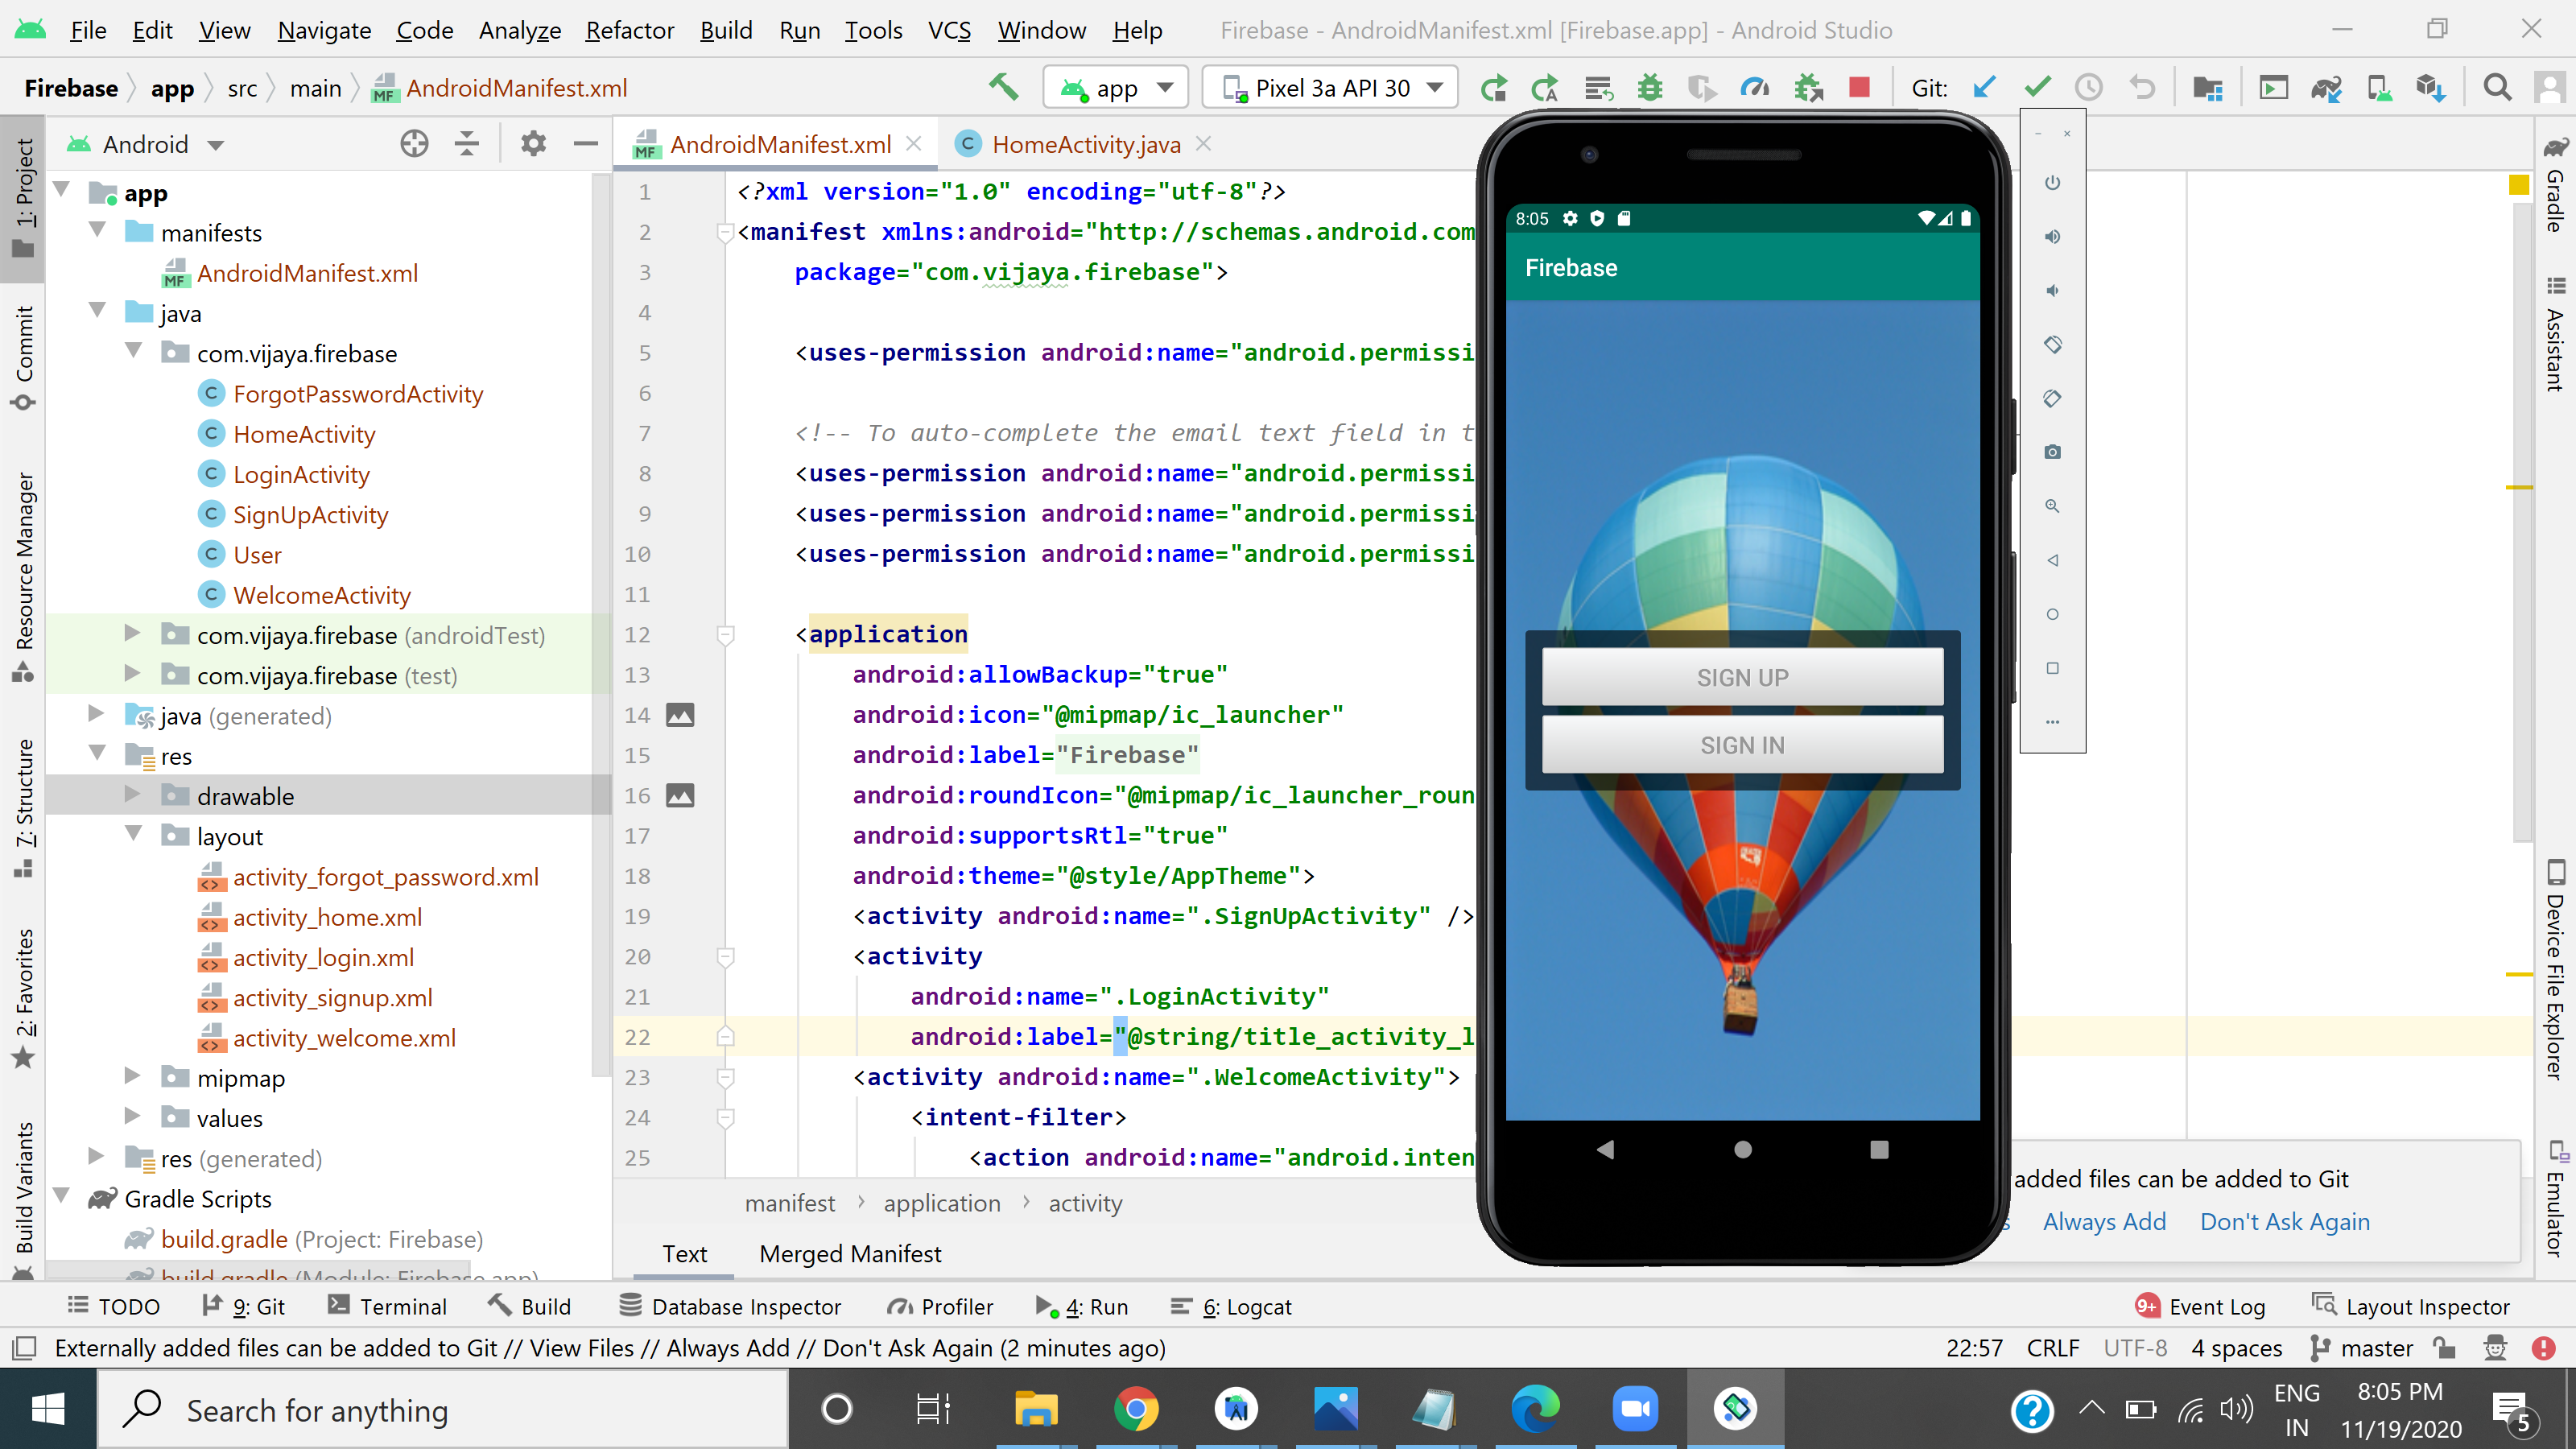 File Edit View Navigate Code Analyze Refactor Build Run Tools VCS Window Help Firebase - AndroidManifest.xml [Firebase.app] - Android Studio
Firebase app src main AndroidManifest.xml app Pixel 3a API 30 Git:
1: Project
Commit
Resource Manager
7: Structure
2: Favorites
Build Variants
Android
app
manifests
AndroidManifest.xml
java
com.vijaya.firebase
ForgotPasswordActivity
HomeActivity
LoginActivity
SignUpActivity
User
WelcomeActivity
com.vijaya.firebase (androidTest)
com.vijaya.firebase (test)
java (generated)
res
drawable
layout
activity_forgot_password.xml
activity_home.xml
activity_login.xml
activity_signup.xml
activity_welcome.xml
mipmap
values
res (generated)
Gradle Scripts
build.gradle (Project: Firebase)
build.gradle (Module: Firebase.app)
AndroidManifest.xml HomeActivity.java
1 <?xml version="1.0" encoding="utf-8"?>
2 <manifest xmlns:android="http://schemas.android.com
3 package="com.vijaya.firebase">
4
5 <uses-permission android:name="android.permissi
6
7 <!-- To auto-complete the email text field in t
8 <uses-permission android:name="android.permissi
9 <uses-permission android:name="android.permissi
10 <uses-permission android:name="android.permissi
11
12 <application
13 android:allowBackup="true"
14 android:icon="@mipmap/ic_launcher"
15 android:label="Firebase"
16 android:roundIcon="@mipmap/ic_launcher_roun
17 android:supportsRtl="true"
18 android:theme="@style/AppTheme">
19 <activity android:name=".SignUpActivity" />
20 <activity
21 android:name=".LoginActivity"
22 android:label="@string/title_activity_l
23 <activity android:name=".WelcomeActivity">
24 <intent-filter>
25 <action android:name="android.inten
manifest application activity
Text Merged Manifest
8:05
Firebase
SIGN UP
SIGN IN
added files can be added to Git
s Always Add Don't Ask Again
Gradle
Assistant
Device File Explorer
Emulator
TODO 9: Git Terminal Build Database Inspector Profiler 4: Run 6: Logcat 9+ Event Log Layout Inspector
Externally added files can be added to Git // View Files // Always Add // Don't Ask Again (2 minutes ago) 22:57 CRLF UTF-8 4 spaces master
Search for anything
ENG
IN
8:05 PM
11/19/2020
5